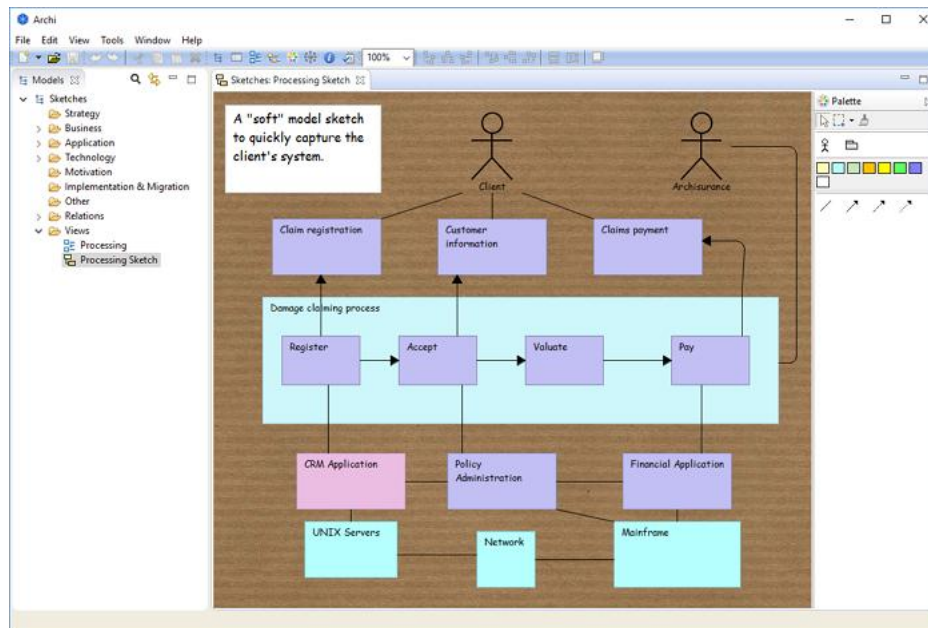 Archi
File Edit View Tools Window Help
100%
Models
Sketches
Strategy
Business
Application
Technology
Motivation
Implementation & Migration
Other
Relations
Views
Processing
Processing Sketch
Sketches: Processing Sketch
A "soft" model sketch
to quickly capture the
client's system.
Client
Archisurance
Claim registration
Customer
information
Claims payment
Damage claiming process
Register
Accept
Valuate
Pay
CRM Application
Policy
Administration
Financial Application
UNIX Servers
Network
Mainframe
Palette